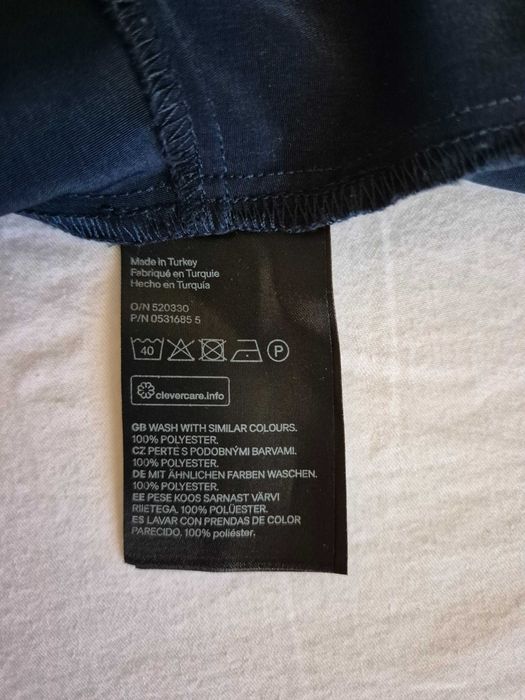 Made in Turkey
Fabriqué en Turquie
Hecho en Turquía
O/N 520330
P/N 0531685 5
40 P
clevercare.info
GB WASH WITH SIMILAR COLOURS.
100% POLYESTER.
CZ PERTE S PODOBNÝMI BARVAMI.
100% POLYESTER.
DE MIT ÄHNLICHEN FARBEN WASCHEN.
100% POLYESTER.
EE PESE KOOS SARNAST VÄRVI
RIIETEGA. 100% POLÜESTER.
ES LAVAR CON PRENDAS DE COLOR
PARECIDO. 100% poliéster.